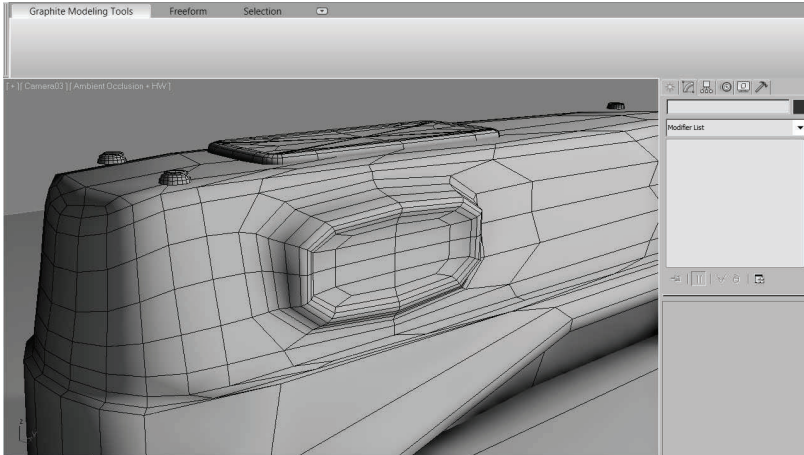 Graphite Modeling Tools Freeform Selection
[ + ] [ Camera03 ] [ Ambient Occlusion + HW ]
Modifier List
z